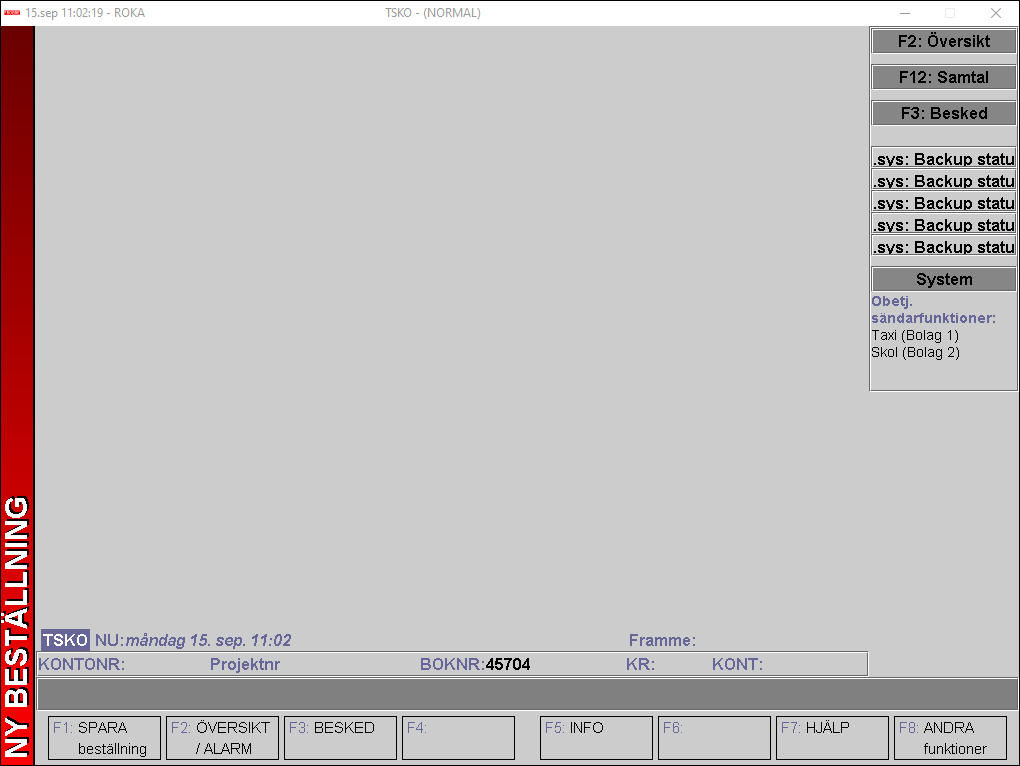 15.sep 11:02:19 - ROKA
TSKO - (NORMAL)
F2: Översikt
F12: Samtal
F3: Besked
.sys: Backup statu
.sys: Backup statu
.sys: Backup statu
.sys: Backup statu
.sys: Backup statu
System
Obetj.
sändarfunktioner:
Taxi (Bolag 1)
Skol (Bolag 2)
NY BESTÄLLNING
TSKO NU:måndag 15. sep. 11:02 Framme:
KONTONR: Projektnr BOKNR:45704 KR: KONT:
F1: SPARA
beställning
F2: ÖVERSIKT
/ ALARM
F3: BESKED
F4:
F5: INFO
F6:
F7: HJÄLP
F8: ANDRA
funktioner